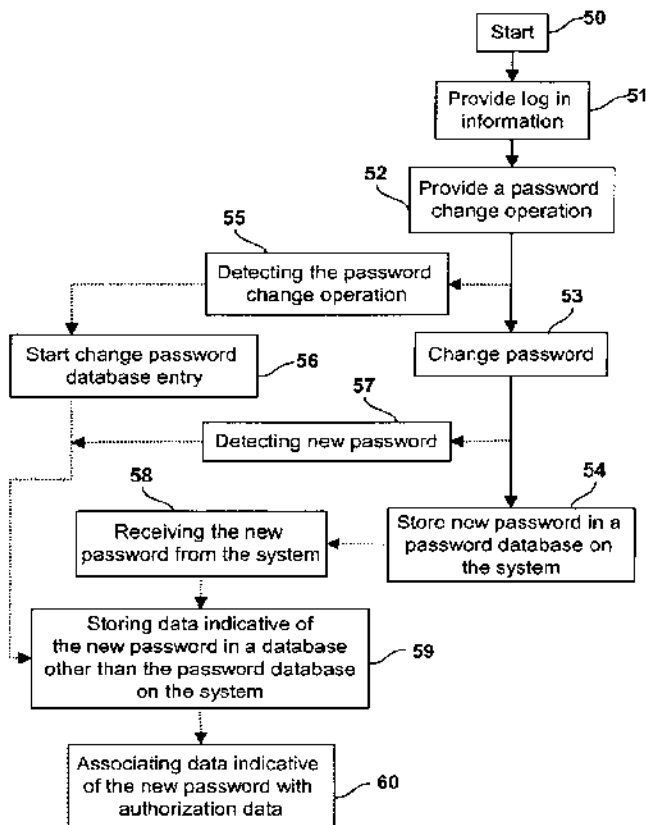 50
Start
51
Provide log in
information
52
Provide a password
change operation
55
Detecting the password
change operation
53
Change password
Start change password
database entry
56
57
Detecting new password
58
Receiving the new
password from the system
54
Store new password in a
password database on
the system
Storing data indicative of
the new password in a database
other than the password database
on the system
59
Associating data indicative
of the new password with
authorization data
60